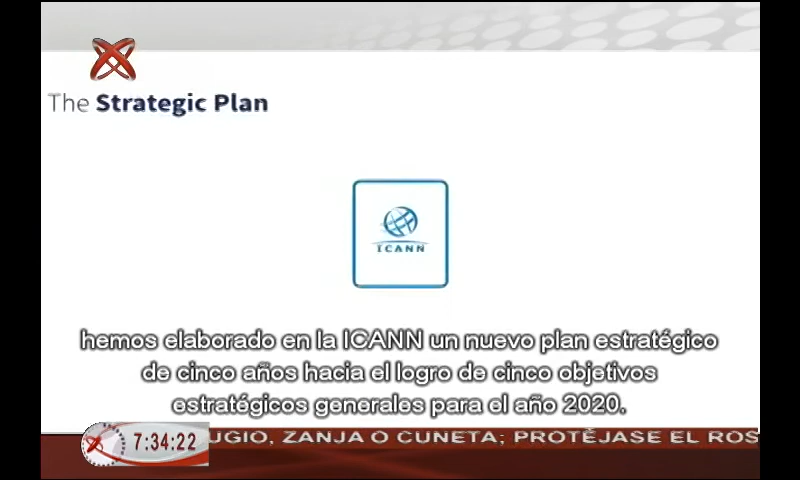 The Strategic Plan
ICANN
hemos elaborado en la ICANN un nuevo plan estratégico
de cinco años hacia el logro de cinco objetivos
estratégicos generales para el año 2020.
7:34:22
UGIO, ZANJA O CUNETA; PROTÉJASE EL ROS